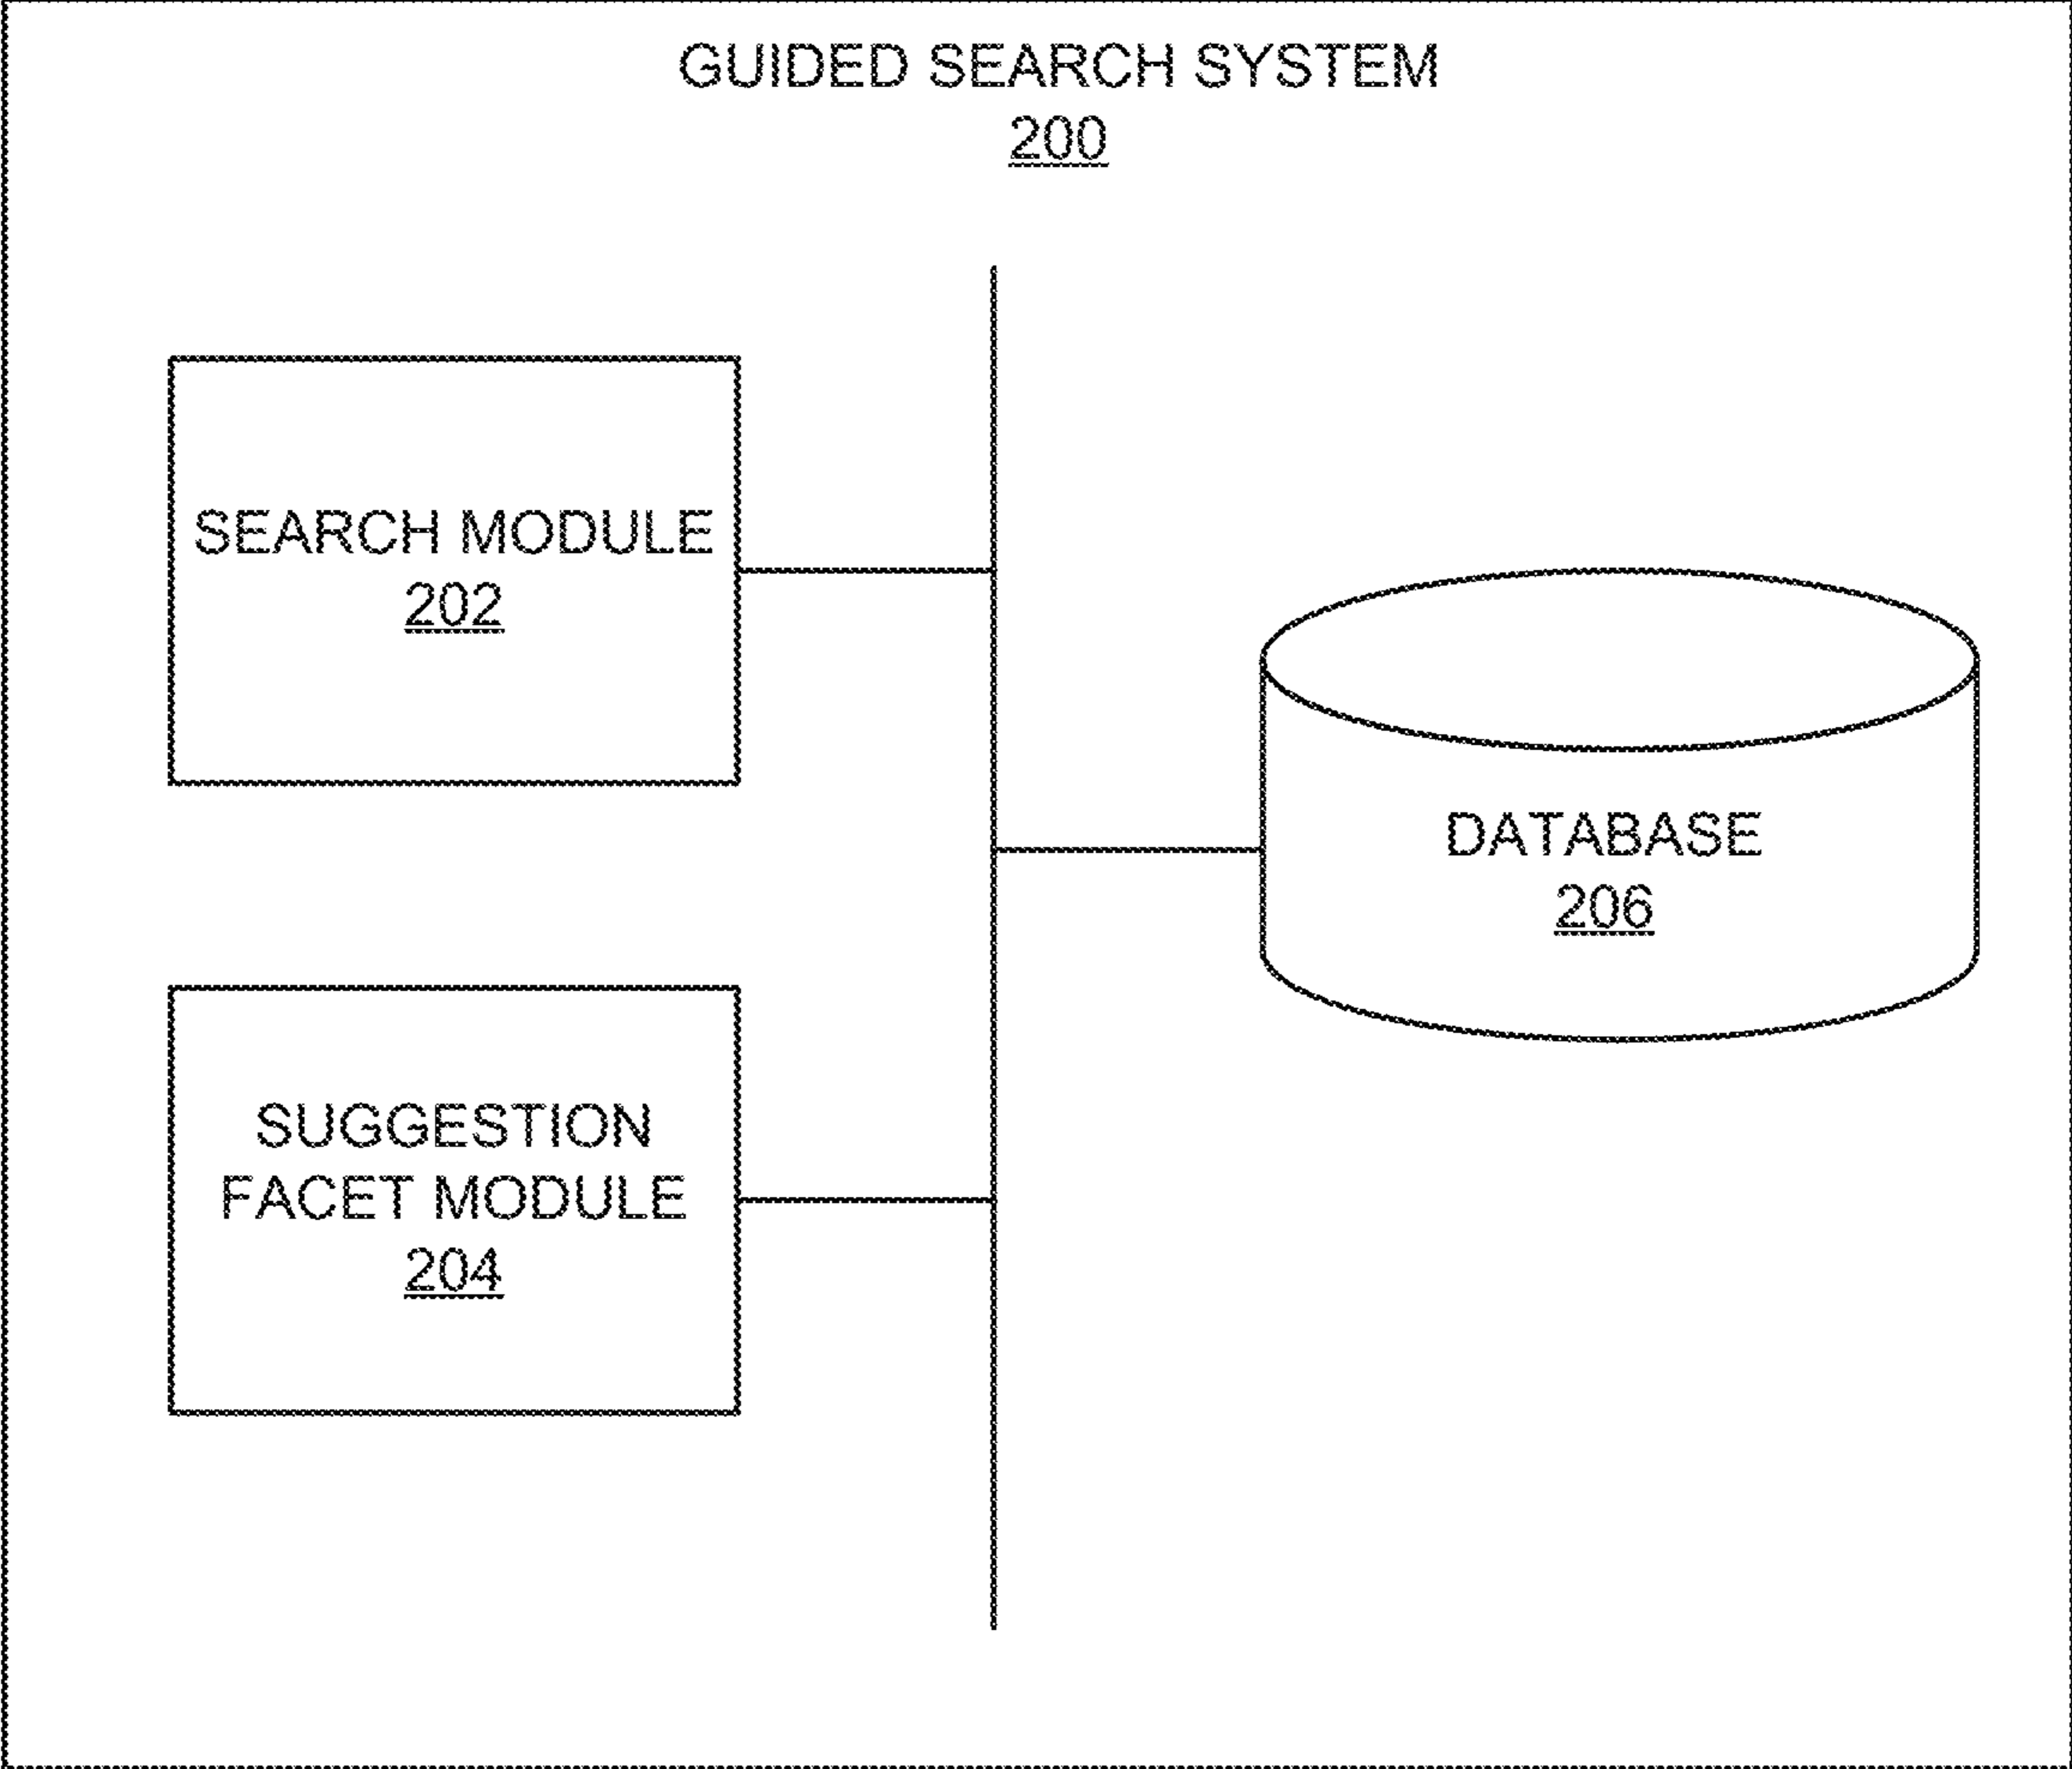 GUIDED SEARCH SYSTEM
200
SEARCH MODULE
202
DATABASE
206
SUGGESTION
FACET MODULE
204